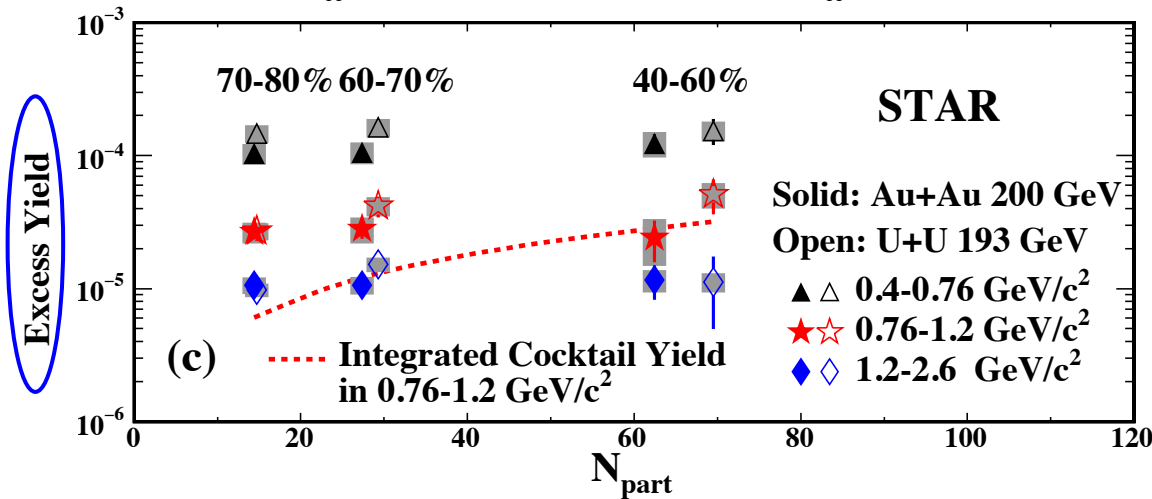 10⁻³
70-80% 60-70% 40-60%
STAR
10⁻⁴
Excess Yield
Solid: Au+Au 200 GeV
Open: U+U 193 GeV
0.4-0.76 GeV/c²
0.76-1.2 GeV/c²
1.2-2.6 GeV/c²
10⁻⁵
(c)
Integrated Cocktail Yield
in 0.76-1.2 GeV/c²
10⁻⁶
0 20 40 60 80 100 120
N_part